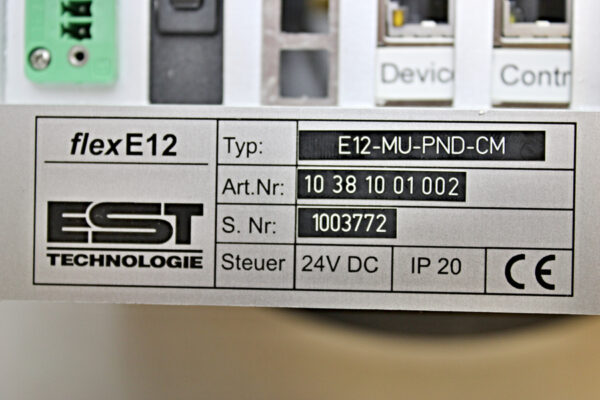 Device
Contr
flexE12
EST
TECHNOLOGIE
Typ: E12-MU-PND-CM
Art.Nr: 10 38 10 01 002
S. Nr: 1003772
Steuer 24V DC IP 20 CE